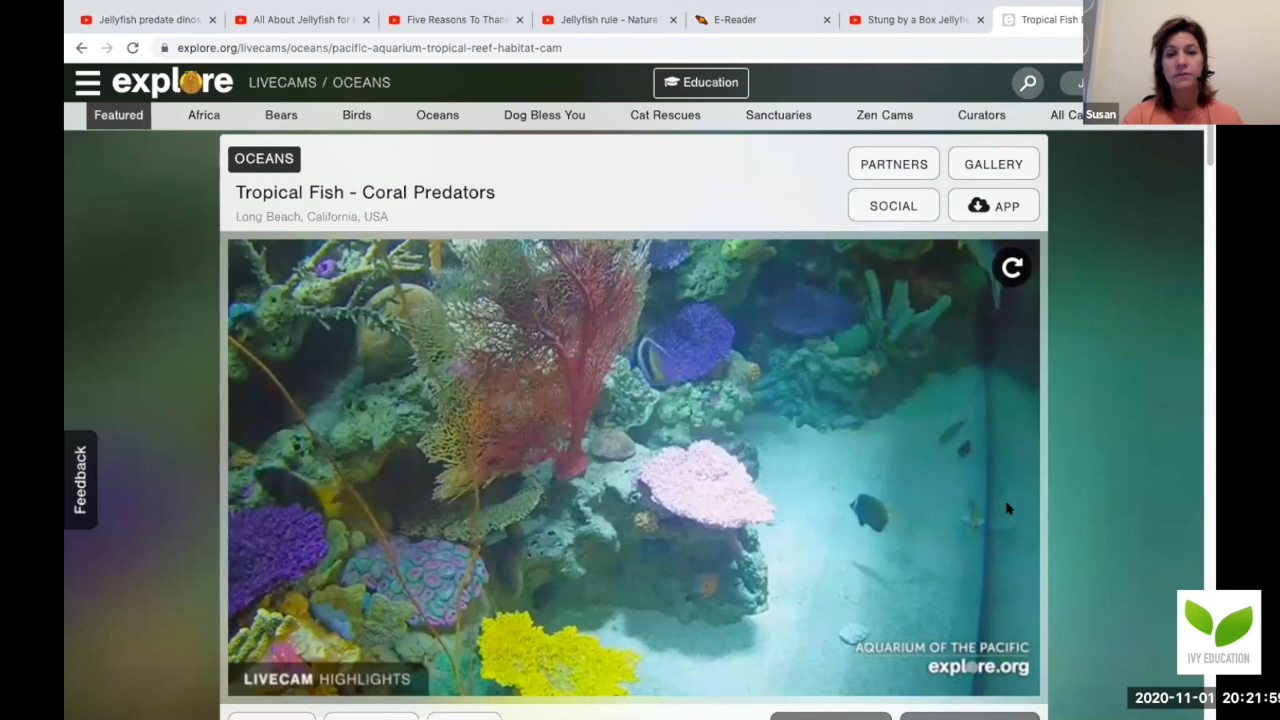 Jellyfish predate dinos
All About Jellyfish for
Five Reasons To Than
Jellyfish rule - Nature
E-Reader
Stung by a Box Jellyfis
Tropical Fish
explore.org/livecams/oceans/pacific-aquarium-tropical-reef-habitat-cam
explore
LIVECAMS / OCEANS
Education
Susan
Featured
Africa
Bears
Birds
Oceans
Dog Bless You
Cat Rescues
Sanctuaries
Zen Cams
Curators
All Ca
OCEANS
Tropical Fish - Coral Predators
Long Beach, California, USA
PARTNERS
GALLERY
SOCIAL
APP
Feedback
AQUARIUM OF THE PACIFIC
explore.org
LIVECAM HIGHLIGHTS
IVY EDUCATION
2020-11-01 20:21:59